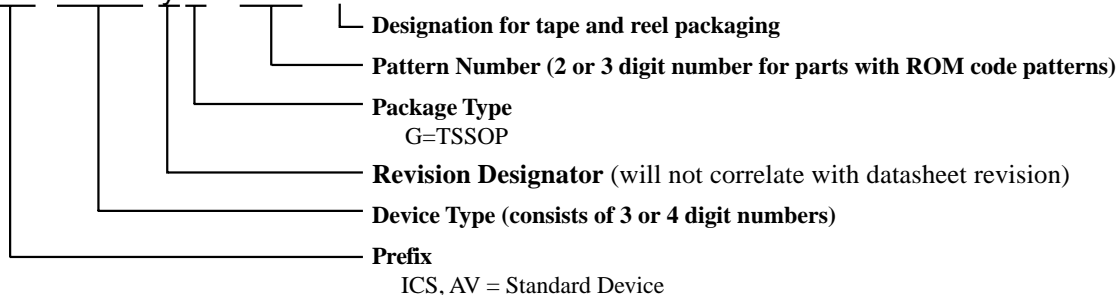 Designation for tape and reel packaging
Pattern Number (2 or 3 digit number for parts with ROM code patterns)
Package Type
G=TSSOP
Revision Designator (will not correlate with datasheet revision)
Device Type (consists of 3 or 4 digit numbers)
Prefix
ICS, AV = Standard Device